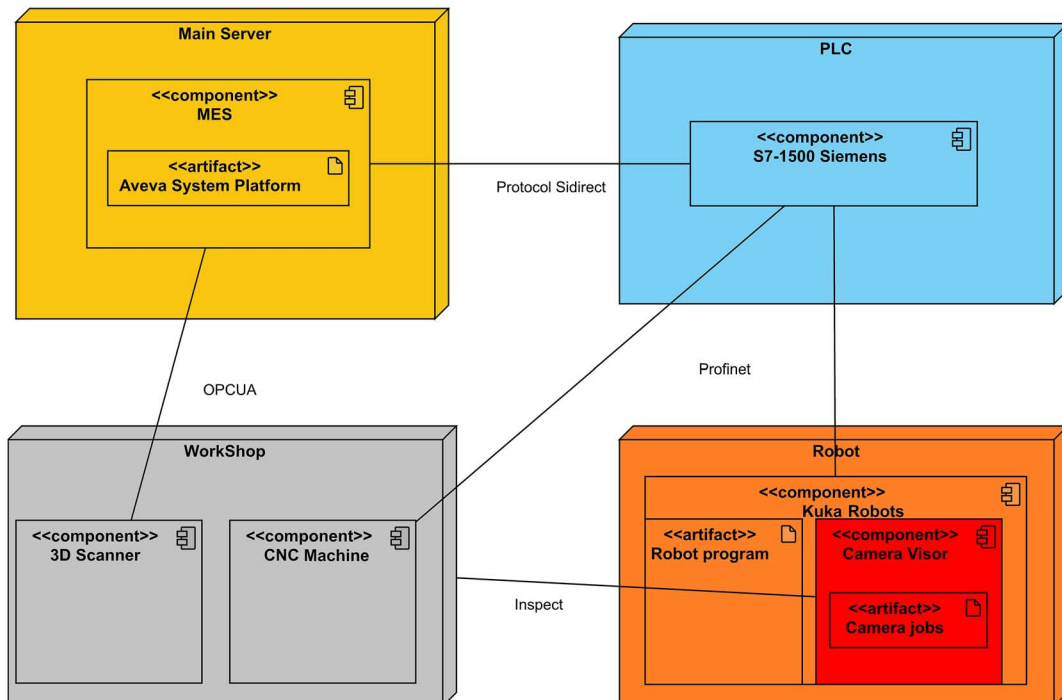 Main Server
<<component>>
MES
<<artifact>>
Aveva System Platform
PLC
<<component>>
S7-1500 Siemens
Protocol Sidirect
OPCUA
Profinet
WorkShop
<<component>>
3D Scanner
<<component>>
CNC Machine
Inspect
Robot
<<component>>
Kuka Robots
<<artifact>>
Robot program
<<component>>
Camera Visor
<<artifact>>
Camera jobs